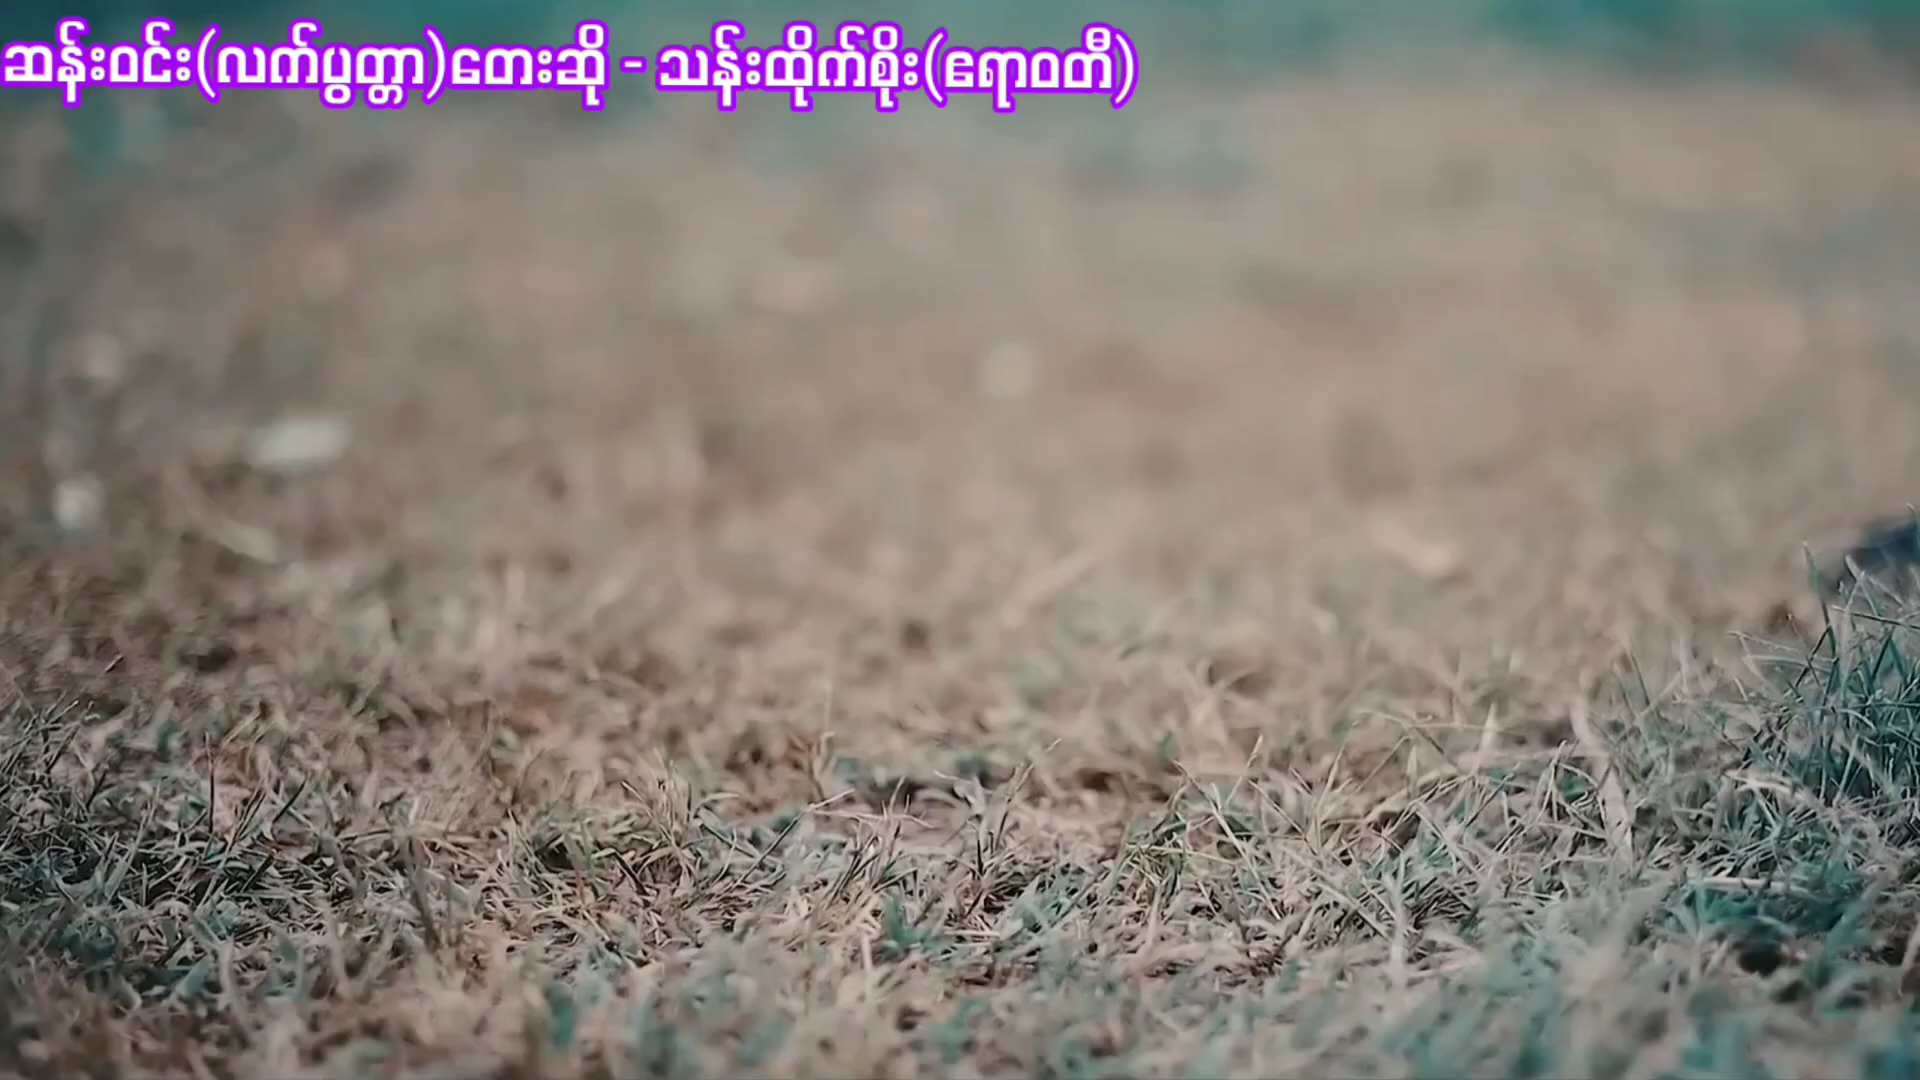 ဆန်းဝင်း(လက်ပွတ္တာ)တေးဆို - သန်းထိုက်စိုး(ဧရာဝတီ)